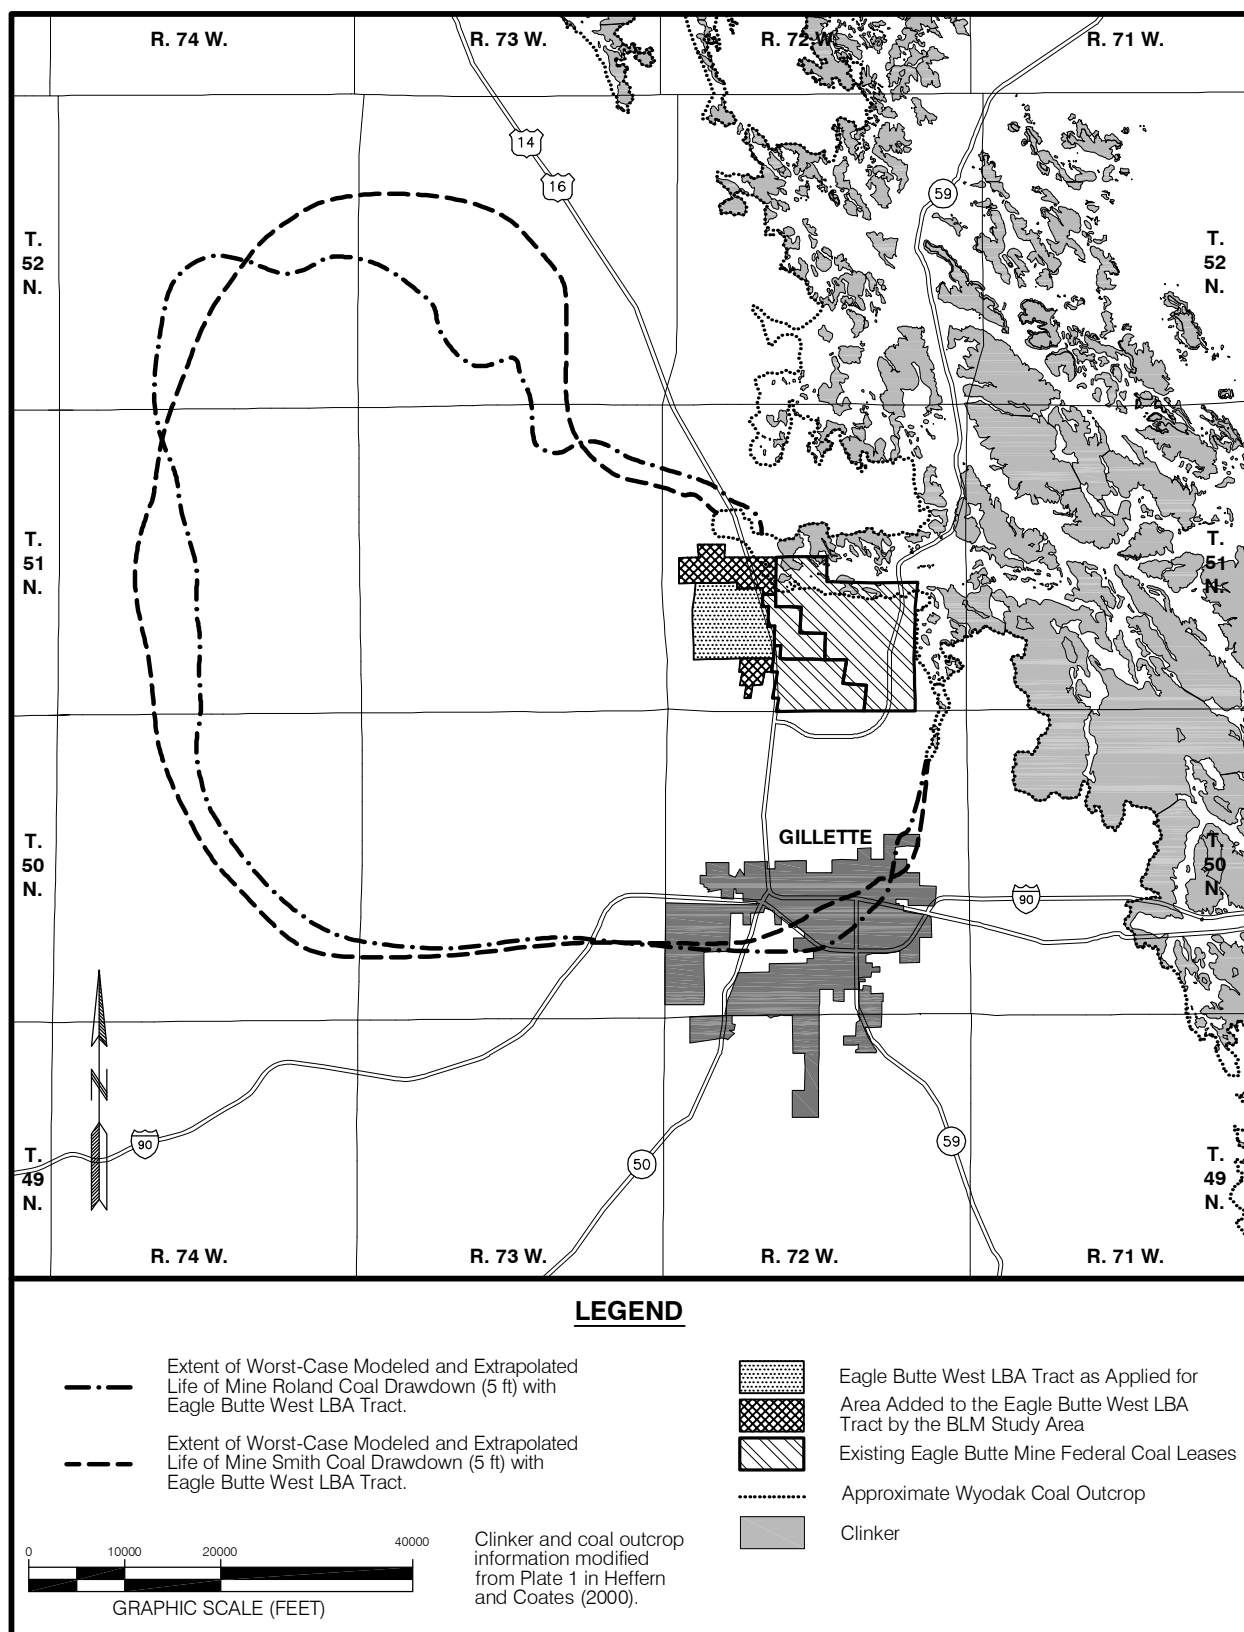 R. 74 W.
R. 73 W.
R. 72 W.
R. 71 W.
14
16
59
T.
52
N.
T.
52
N.
T.
51
N.
T.
51
N.
T.
50
N.
T.
50
N.
GILLETTE
90
N
90
50
59
T.
49
N.
T.
49
N.
R. 74 W.
R. 73 W.
R. 72 W.
R. 71 W.
LEGEND
Extent of Worst-Case Modeled and Extrapolated
Life of Mine Roland Coal Drawdown (5 ft) with
Eagle Butte West LBA Tract.
Extent of Worst-Case Modeled and Extrapolated
Life of Mine Smith Coal Drawdown (5 ft) with
Eagle Butte West LBA Tract.
0 10000 20000 40000
GRAPHIC SCALE (FEET)
Clinker and coal outcrop
information modified
from Plate 1 in Heffern
and Coates (2000).
Eagle Butte West LBA Tract as Applied for
Area Added to the Eagle Butte West LBA
Tract by the BLM Study Area
Existing Eagle Butte Mine Federal Coal Leases
Approximate Wyodak Coal Outcrop
Clinker